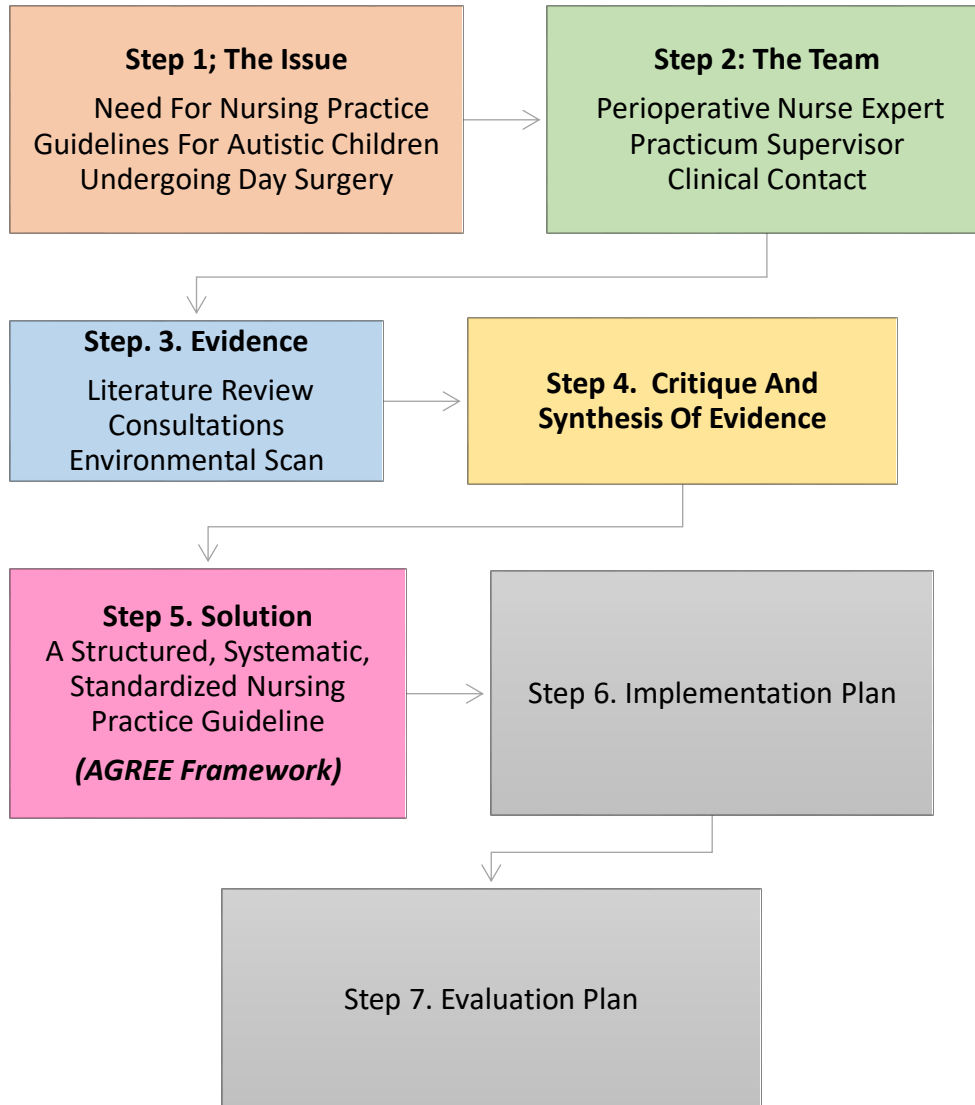 Step 1; The Issue
Need For Nursing Practice
Guidelines For Autistic Children
Undergoing Day Surgery
Step 2: The Team
Perioperative Nurse Expert
Practicum Supervisor
Clinical Contact
Step. 3. Evidence
Literature Review
Consultations
Environmental Scan
Step 4. Critique And
Synthesis Of Evidence
Step 5. Solution
A Structured, Systematic,
Standardized Nursing
Practice Guideline
(AGREE Framework)
Step 6. Implementation Plan
Step 7. Evaluation Plan